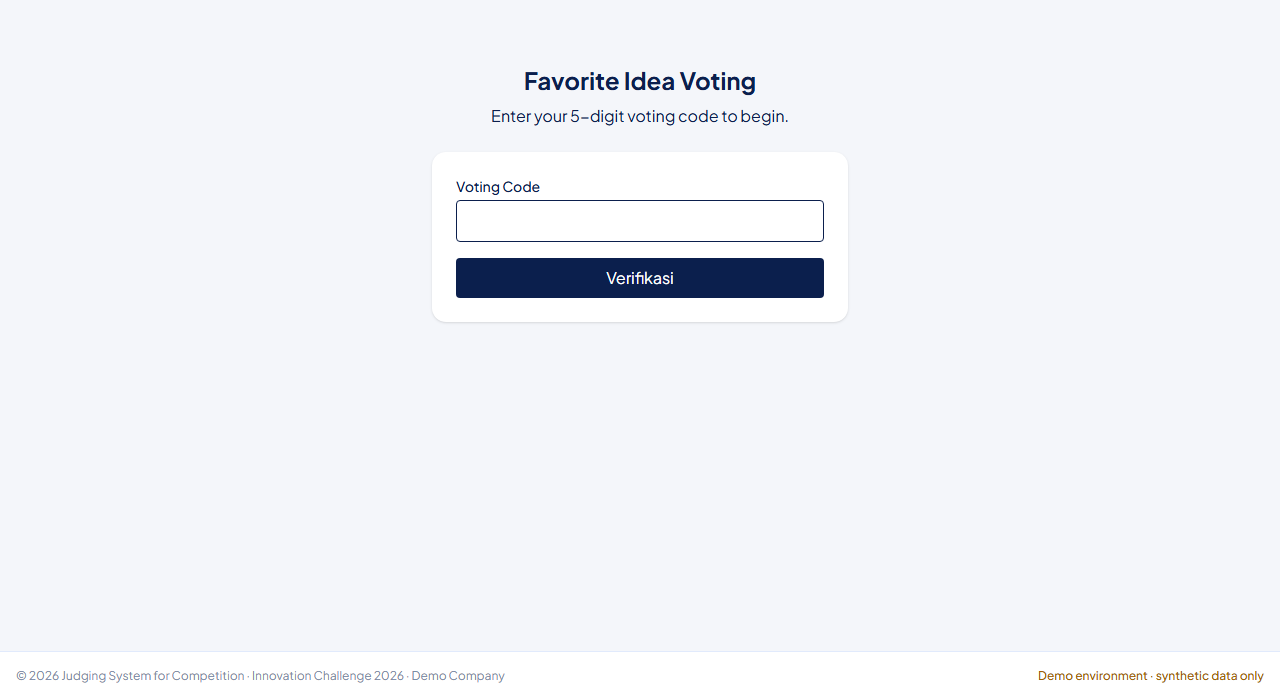 Favorite Idea Voting
Enter your 5-digit voting code to begin.
Voting Code
Verifikasi
© 2026 Judging System for Competition · Innovation Challenge 2026 · Demo Company
Demo environment · synthetic data only